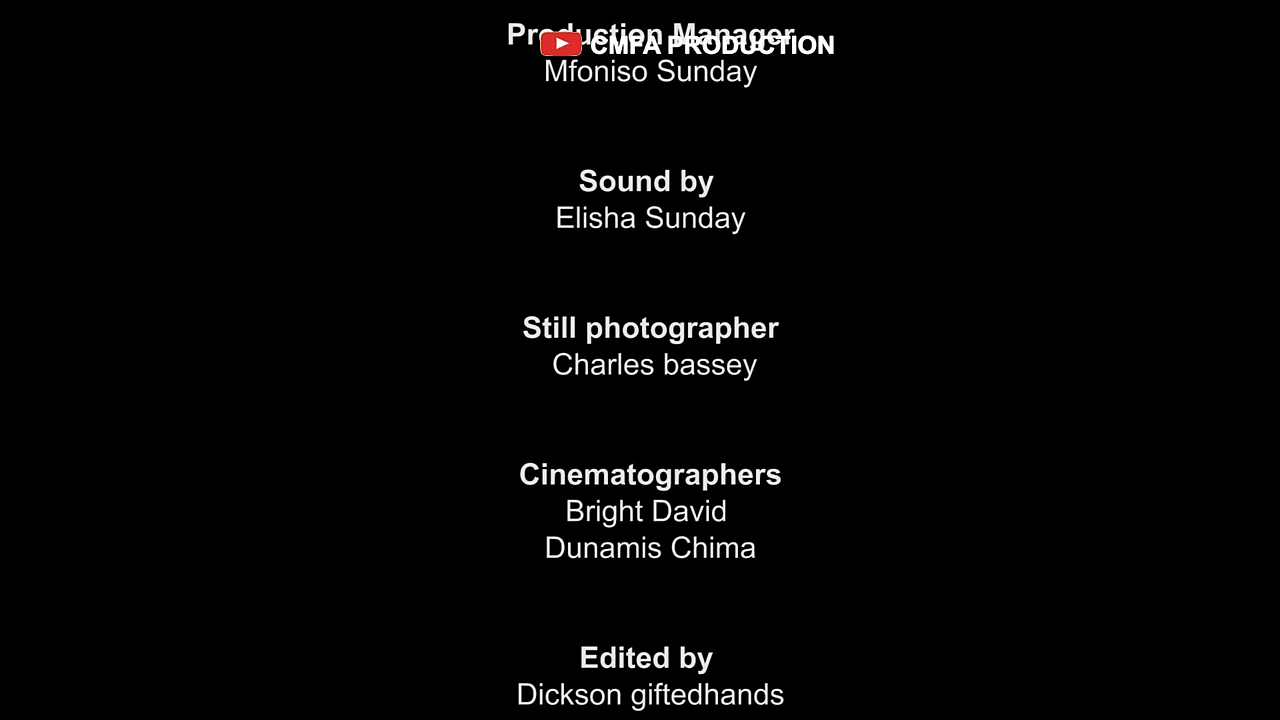 Production Manager
CMFA PRODUCTION
Mfoniso Sunday
Sound by
Elisha Sunday
Still photographer
Charles bassey
Cinematographers
Bright David
Dunamis Chima
Edited by
Dickson giftedhands